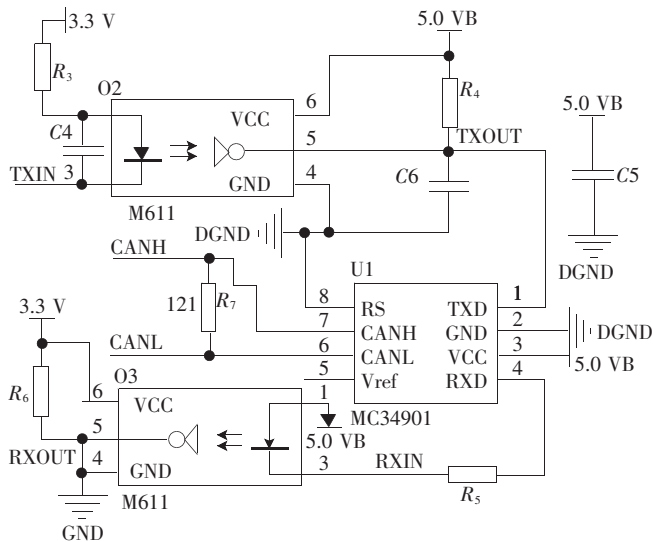 3.3 V
5.0 VB
R3
O2
R4
VCC
6
5.0 VB
C4
5
TXOUT
3
4
C6
C5
TXIN
GND
M611
DGND
CANH
U1
DGND
8
RS
TXD
1
3.3 V
121
R7
7
CANH
GND
2
DGND
CANL
6
CANL
VCC
3
5.0 VB
O3
5
Vref
RXD
4
R6
6
VCC
1
MC34901
5
5.0 VB
RXOUT
4
GND
3
RXIN
R5
M611
GND